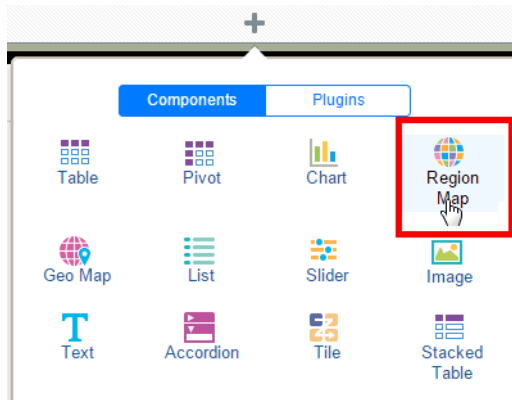 Components Plugins
Table Pivot Chart Region
Map
Geo Map List Slider Image
Text Accordion Tile Stacked
Table